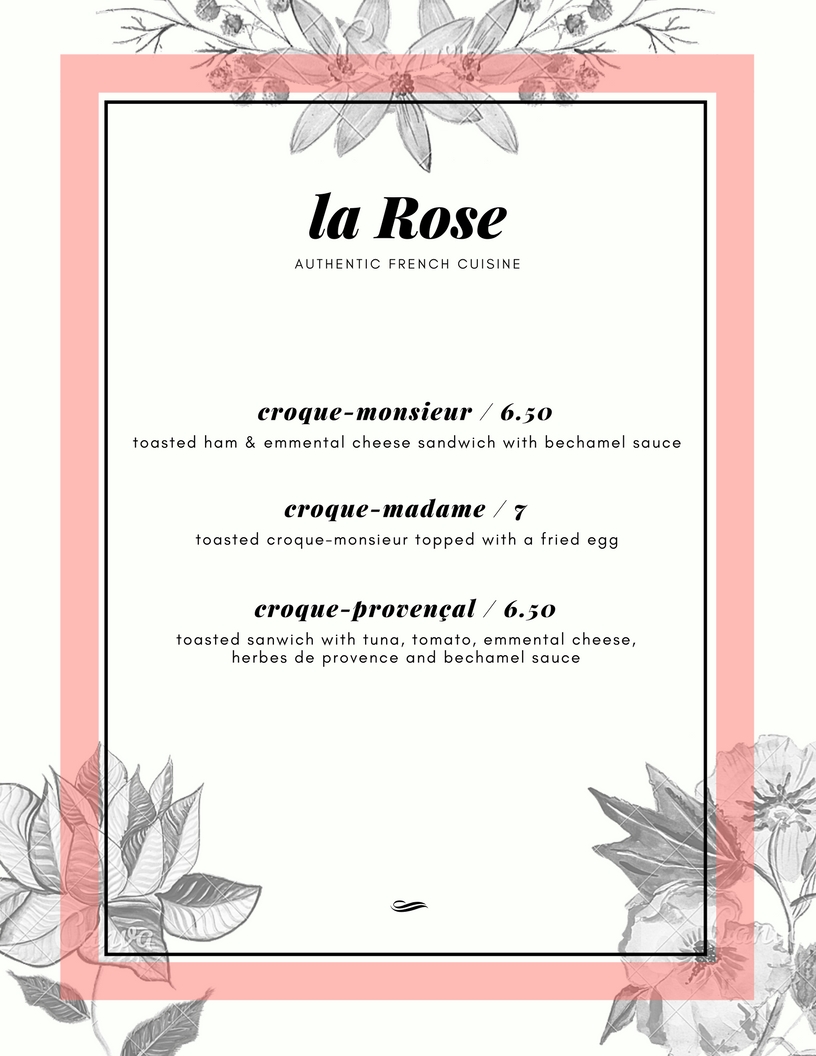 la Rose
AUTHENTIC FRENCH CUISINE
croque-monsieur / 6.50
toasted ham & emmental cheese sandwich with bechamel sauce
croque-madame / 7
toasted croque-monsieur topped with a fried egg
croque-provençal / 6.50
toasted sanwich with tuna, tomato, emmental cheese,
herbes de provence and bechamel sauce
Canva